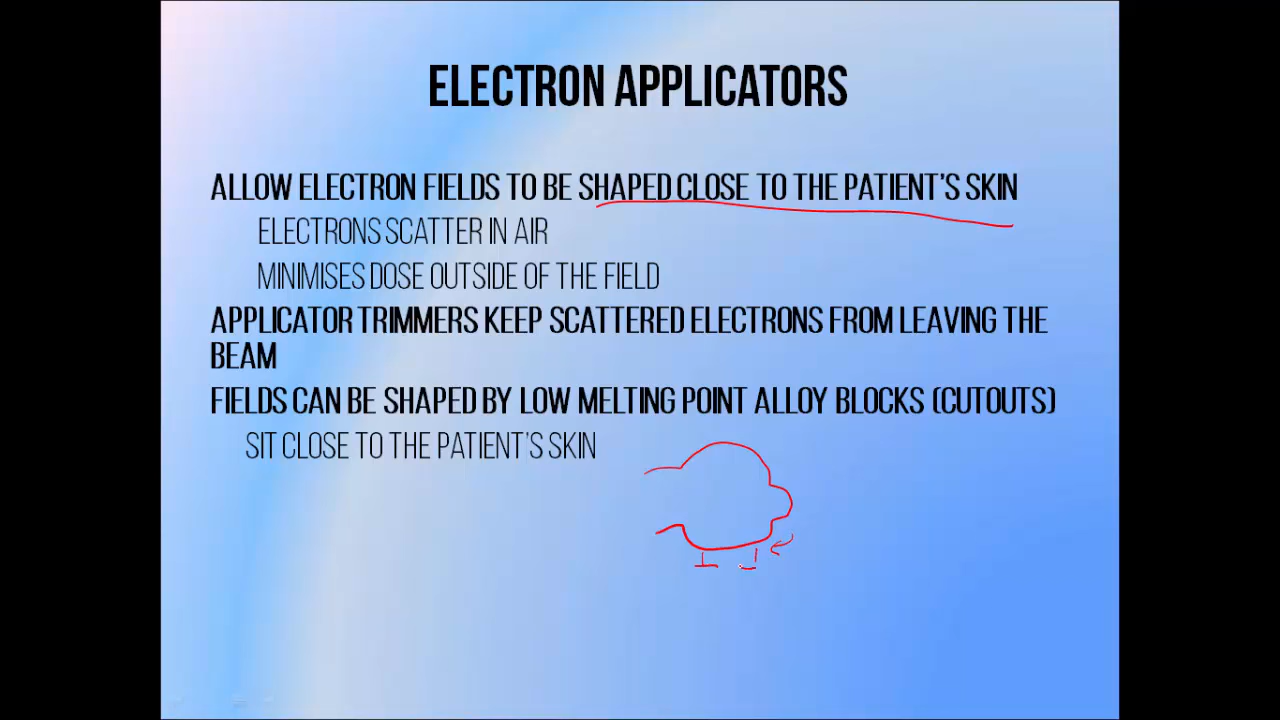 ELECTRON APPLICATORS
ALLOW ELECTRON FIELDS TO BE SHAPED CLOSE TO THE PATIENT'S SKIN
ELECTRONS SCATTER IN AIR
MINIMISES DOSE OUTSIDE OF THE FIELD
APPLICATOR TRIMMERS KEEP SCATTERED ELECTRONS FROM LEAVING THE
BEAM
FIELDS CAN BE SHAPED BY LOW MELTING POINT ALLOY BLOCKS (CUTOUTS)
SIT CLOSE TO THE PATIENT'S SKIN